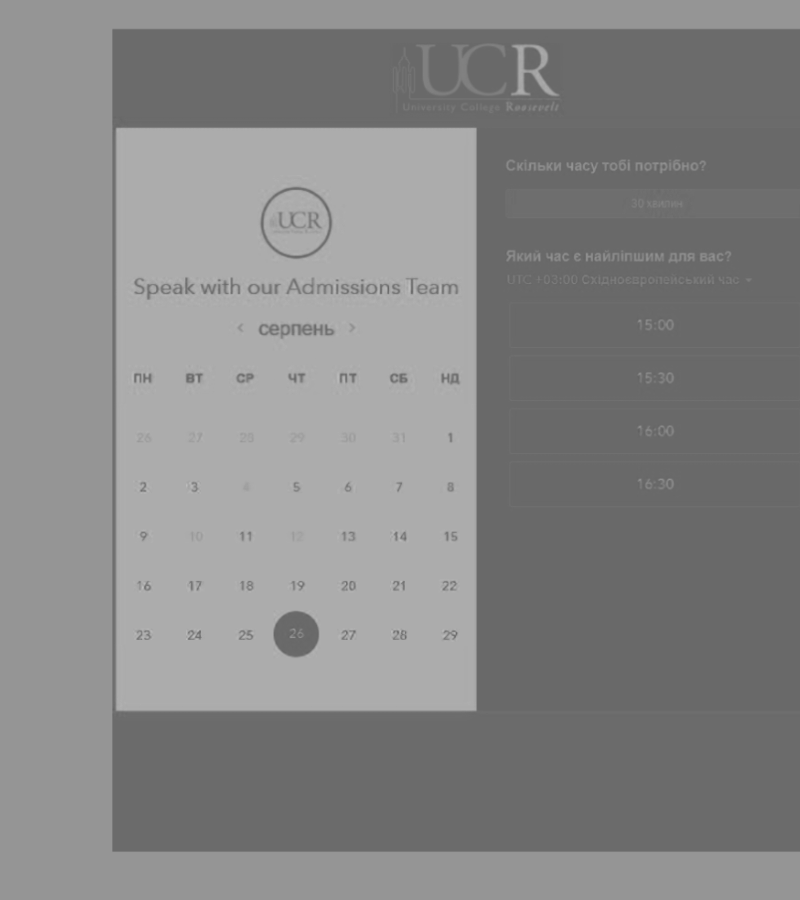 UCR
University College Roosevelt
UCR
Speak with our Admissions Team
‹ серпень ›
ПН ВТ СР ЧТ ПТ СБ НД
26 27 28 29 30 31 1
2 3 4 5 6 7 8
9 10 11 12 13 14 15
16 17 18 19 20 21 22
23 24 25 26 27 28 29
Скільки часу тобі потрібно?
30 хвилин
Який час є найліпшим для вас?
UTC +03:00 Східноєвропейський час
15:00
15:30
16:00
16:30